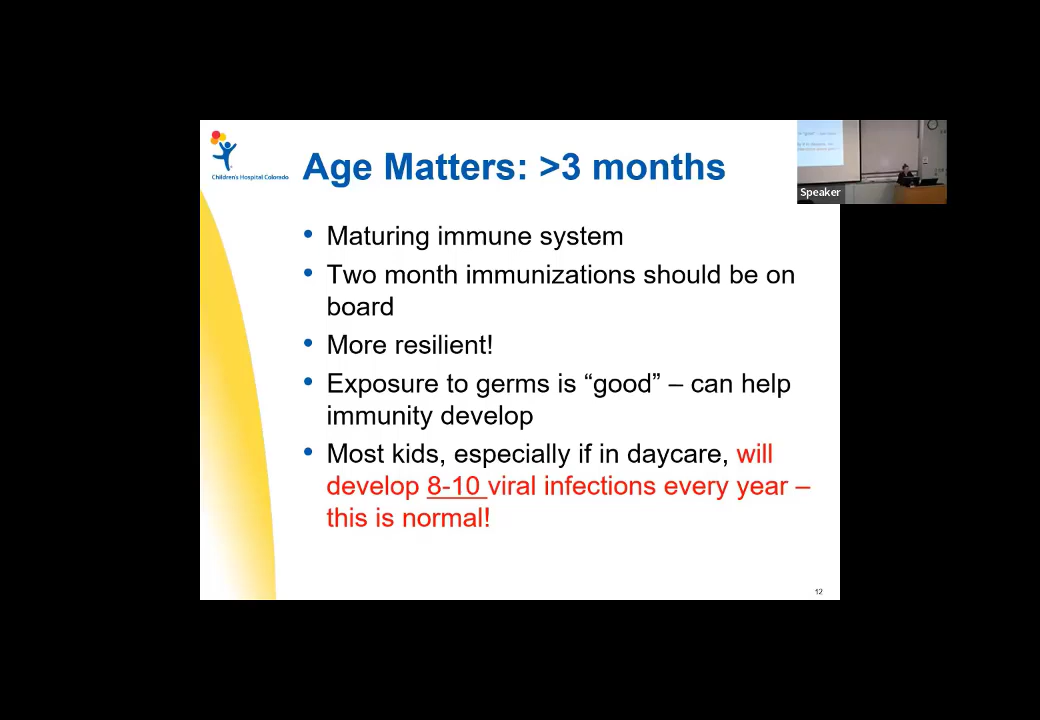 Children's Hospital Colorado
Age Matters: >3 months
Speaker
• Maturing immune system
• Two month immunizations should be on
board
• More resilient!
• Exposure to germs is “good” – can help
immunity develop
• Most kids, especially if in daycare, will
develop 8-10 viral infections every year –
this is normal!
12